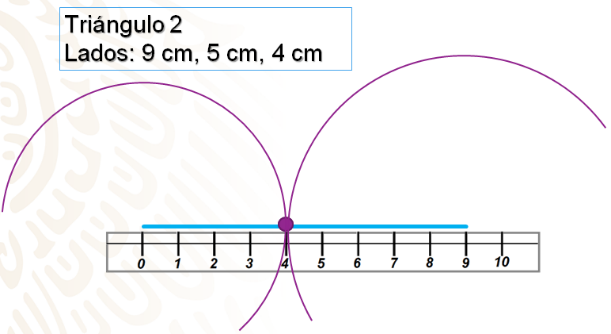 Triángulo 2
Lados: 9 cm, 5 cm, 4 cm
0 1 2 3 4 5 6 7 8 9 10